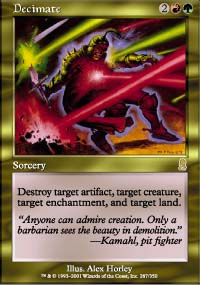 Decimate 2
Sorcery
Destroy target artifact, target creature,
target enchantment, and target land.
“Anyone can admire creation. Only a
barbarian sees the beauty in demolition.”
—Kamahl, pit fighter
Illus. Alex Horley
™ & © 1993–2001 Wizards of the Coast, Inc. 287/350